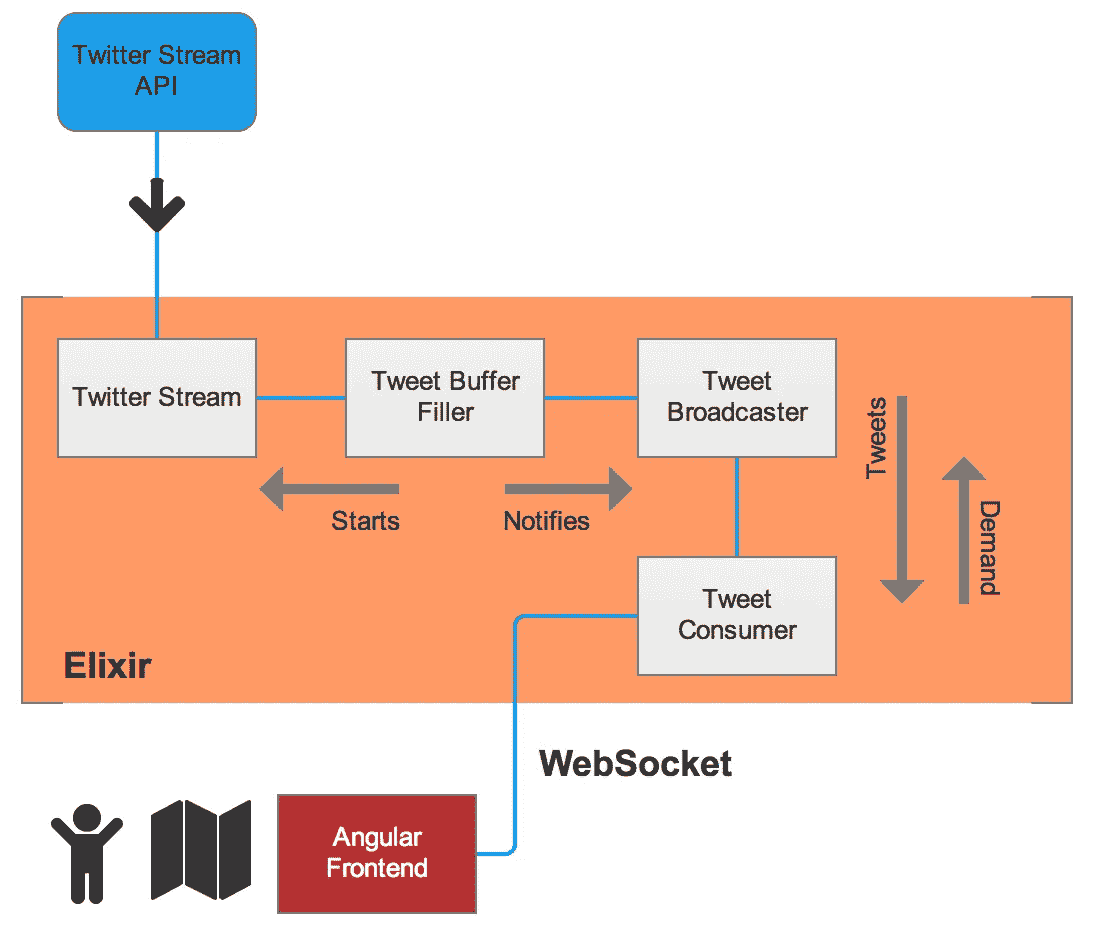 Twitter Stream
API
Twitter Stream
Tweet Buffer
Filler
Tweet
Broadcaster
Tweets
Demand
Starts
Notifies
Tweet
Consumer
Elixir
WebSocket
Angular
Frontend